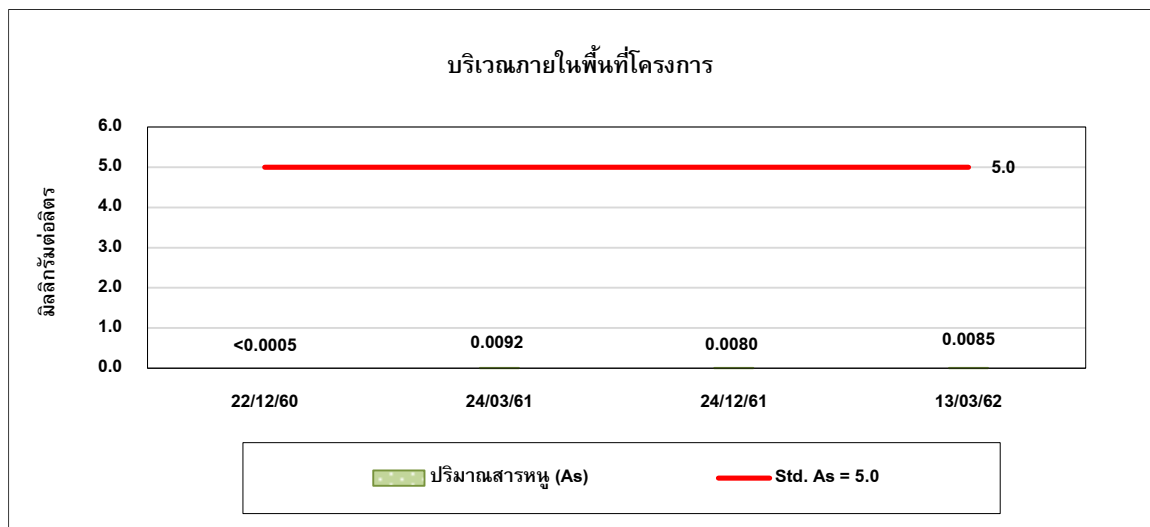 บริเวณภายในพื้นที่โครงการ
มิลลิกรัมต่อลิตร
6.0
5.0
5.0
4.0
3.0
2.0
1.0
<0.0005 0.0092 0.0080 0.0085
0.0
22/12/60 24/03/61 24/12/61 13/03/62
ปริมาณสารหนู (As) Std. As = 5.0